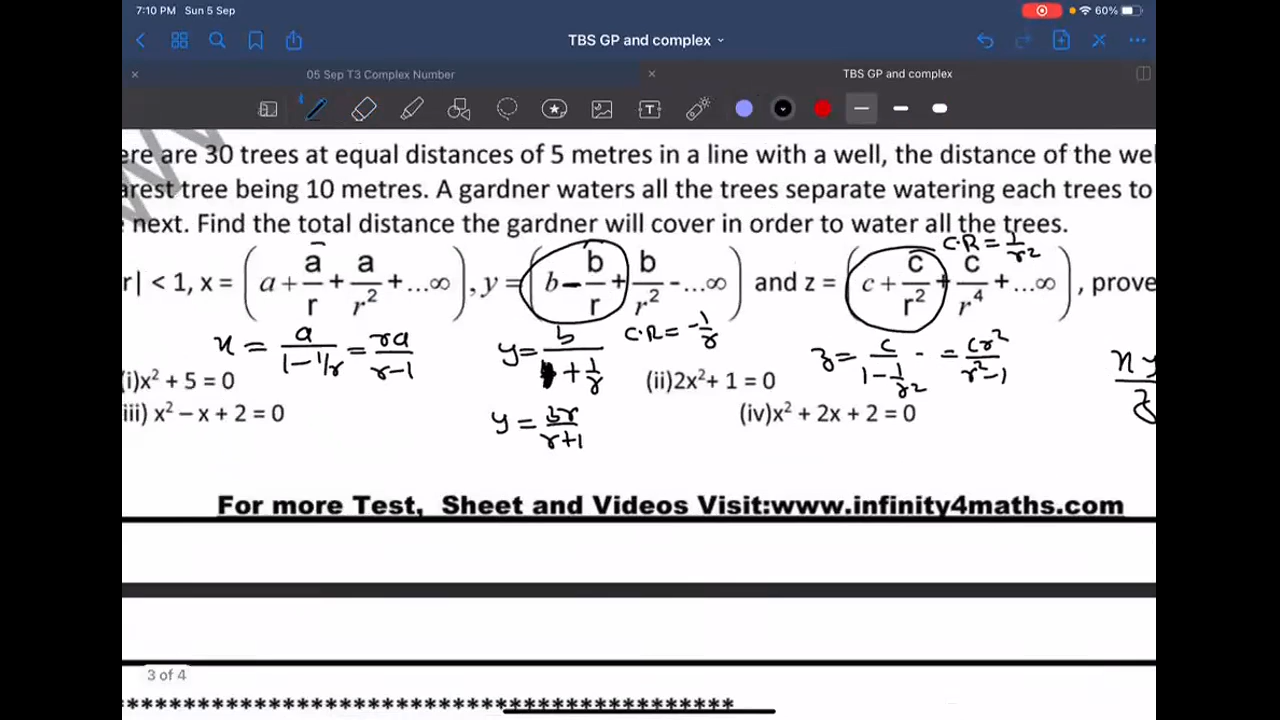 7:10 PM Sun 5 Sep
60%
TBS GP and complex
05 Sep T3 Complex Number
TBS GP and complex
ere are 30 trees at equal distances of 5 metres in a line with a well, the distance of the we
arest tree being 10 metres. A gardner waters all the trees separate watering each trees to
next. Find the total distance the gardner will cover in order to water all the trees.
C.R = 1/r²
r| < 1, x = (a + a/r + a/r² + ...∞), y = (b − b/r + b/r² - ...∞) and z = (c + c/r² + c/r⁴ + ...∞), prove
x = a/(1 - 1/r) = ra/(r-1)
y = b/(1 + 1/r) C.R = -1/r
z = c/(1 - 1/r²) = cr²/(r²-1)
(i)x² + 5 = 0 (ii)2x²+ 1 = 0
iii) x² − x + 2 = 0 (iv)x² + 2x + 2 = 0
y = br/(r+1)
For more Test, Sheet and Videos Visit:www.infinity4maths.com
3 of 4
****************************************************